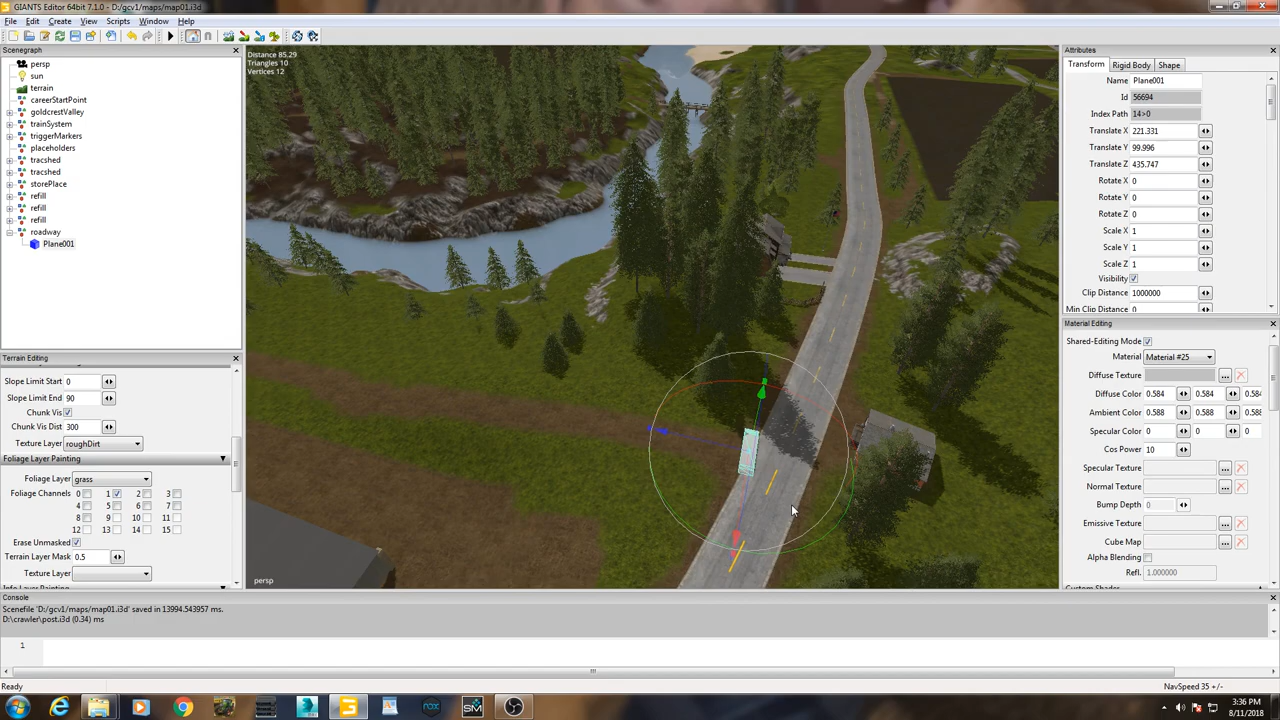 GIANTS Editor 64bit 7.1.0 - D:/gcv1/maps/map01.i3d
File Edit Create View Scripts Window Help
Scenegraph
persp
sun
terrain
careerStartPoint
goldcrestValley
trainSystem
triggerMarkers
placeholders
tracshed
tracshed
storePlace
refill
refill
refill
roadway
Plane001
Terrain Editing
Slope Limit Start 0
Slope Limit End 90
Chunk Vis
Chunk Vis Dist 300
Texture Layer roughDirt
Foliage Layer Painting
Foliage Layer grass
Foliage Channels 0 1 2 3
4 5 6 7
8 9 10 11
12 13 14 15
Erase Unmasked
Terrain Layer Mask 0.5
Texture Layer
Info Layer Painting
Distance 85.29
Triangles 10
Vertices 12
persp
Attributes
Transform Rigid Body Shape
Name Plane001
Id 56694
Index Path 14>0
Translate X 221.331
Translate Y 99.996
Translate Z 435.747
Rotate X 0
Rotate Y 0
Rotate Z 0
Scale X 1
Scale Y 1
Scale Z 1
Visibility
Clip Distance 1000000
Min Clip Distance 0
Material Editing
Shared-Editing Mode
Material Material #25
Diffuse Texture ...
Diffuse Color 0.584 0.584 0.584
Ambient Color 0.588 0.588 0.588
Specular Color 0 0 0
Cos Power 10
Specular Texture ...
Normal Texture ...
Bump Depth 0
Emissive Texture ...
Cube Map ...
Alpha Blending
Refl. 1.000000
Custom Shader
Console
Scenefile 'D:/gcv1/maps/map01.i3d' saved in 13994.543957 ms.
D:\crawler\post.i3d (0.34) ms
1
Ready
NavSpeed 35 +/-
3:36 PM
8/11/2018